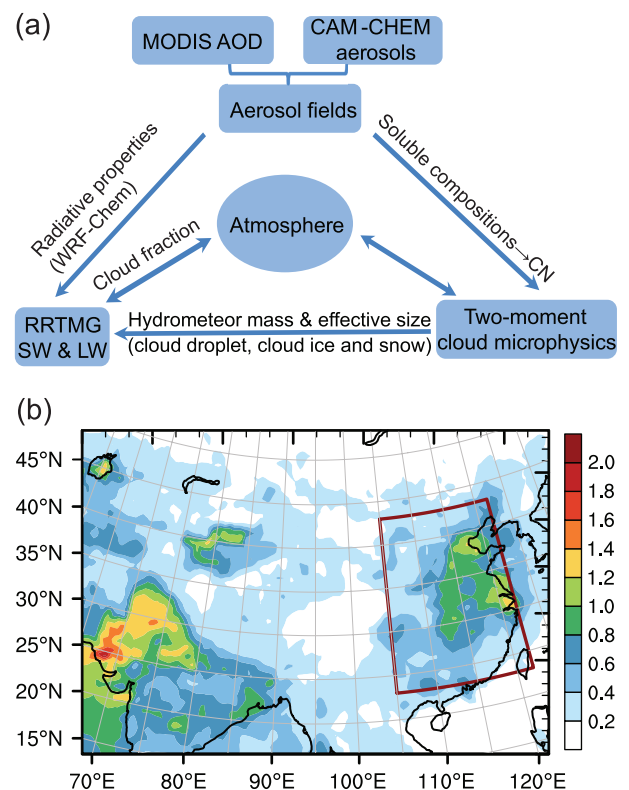 (a)
MODIS AOD
CAM-CHEM
aerosols
Aerosol fields
Radiative properties
(WRF-Chem)
Soluble compositions→CN
Cloud fraction
Atmosphere
RRTMG
SW & LW
Hydrometeor mass & effective size
(cloud droplet, cloud ice and snow)
Two-moment
cloud microphysics
(b)
45°N
40°N
35°N
30°N
25°N
20°N
15°N
70°E
80°E
90°E
100°E
110°E
120°E
2.0
1.8
1.6
1.4
1.2
1.0
0.8
0.6
0.4
0.2